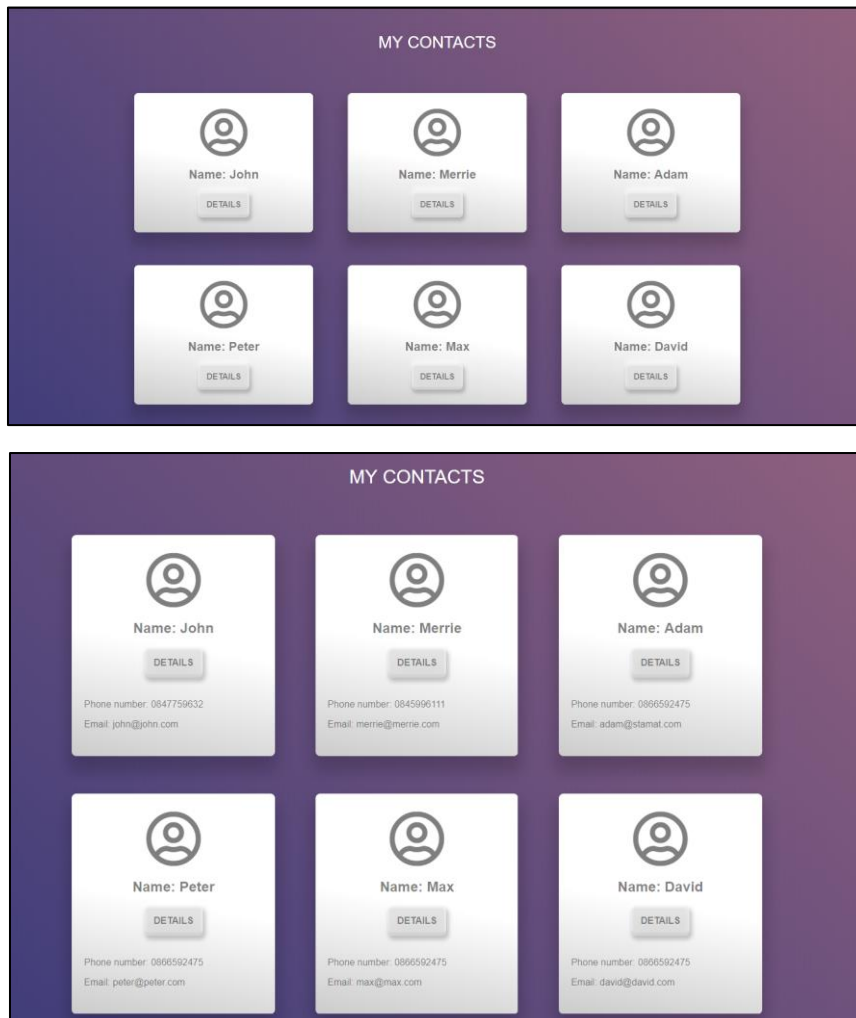 MY CONTACTS
Name: John
Name: Merrie
Name: Adam
DETAILS
DETAILS
DETAILS
Name: Peter
Name: Max
Name: David
DETAILS
DETAILS
DETAILS
MY CONTACTS
Name: John
Name: Merrie
Name: Adam
DETAILS
DETAILS
DETAILS
Phone number: 0847759632
Phone number: 0845996111
Phone number: 0866592475
Email: john@john.com
Email: merrie@merrie.com
Email: adam@stamat.com
Name: Peter
Name: Max
Name: David
DETAILS
DETAILS
DETAILS
Phone number: 0866592475
Phone number: 0866592475
Phone number: 0866592475
Email: peter@peter.com
Email: max@max.com
Email: david@david.com